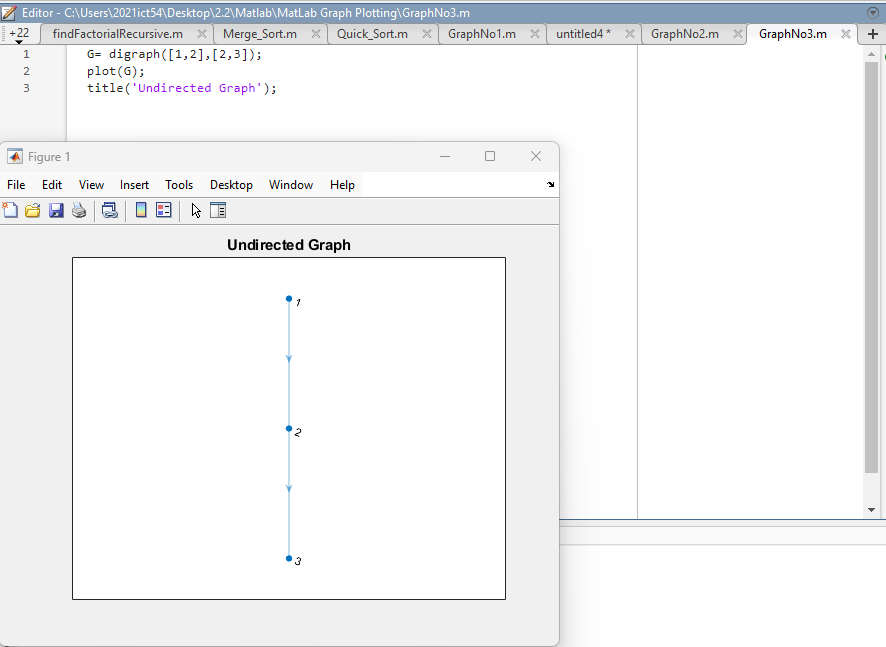 Editor - C:\Users\2021ict54\Desktop\2.2\Matlab\MatLab Graph Plotting\GraphNo3.m
+22 findFactorialRecursive.m Merge_Sort.m Quick_Sort.m GraphNo1.m untitled4 * GraphNo2.m GraphNo3.m +
1 G= digraph([1,2],[2,3]);
2 plot(G);
3 title('Undirected Graph');
Figure 1
File Edit View Insert Tools Desktop Window Help
Undirected Graph
1
2
3